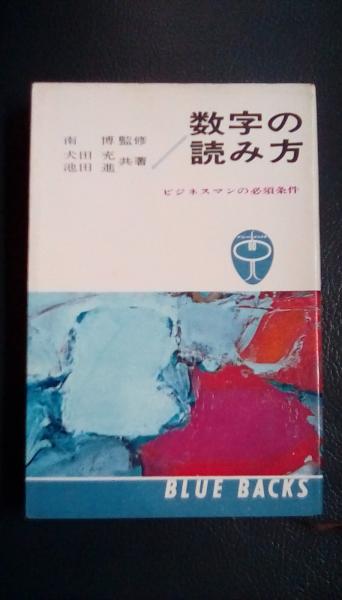 数字の
読み方
南 博 監修
犬田 充
池田 進 共著
ビジネスマンの必須条件
BLUE BACKS